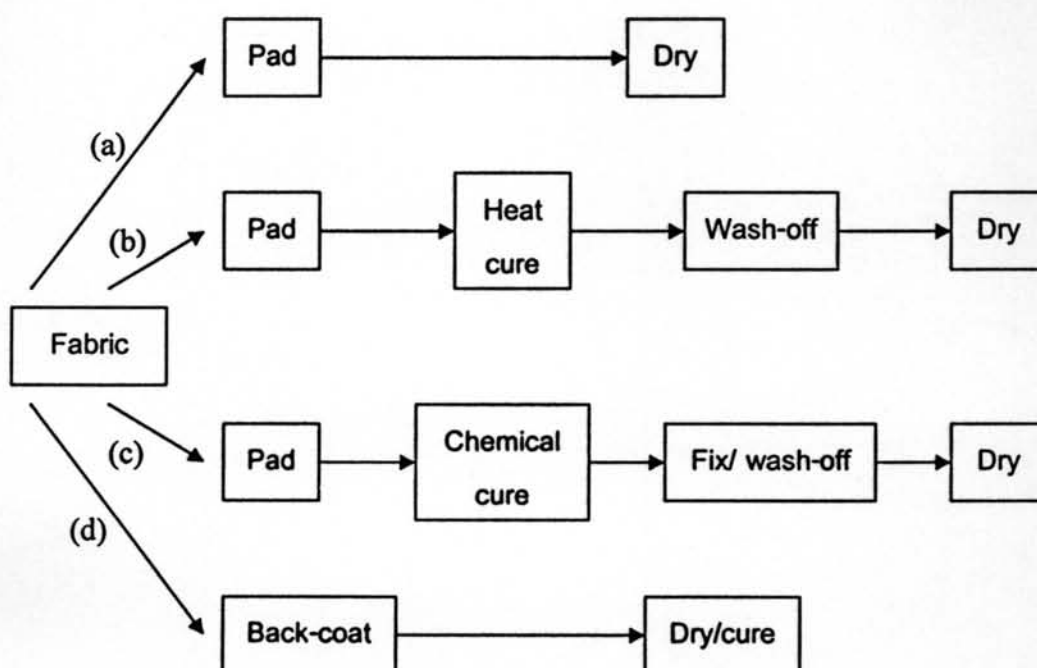 Pad
Dry
(a)
Pad
Heat
cure
Wash-off
Dry
(b)
Fabric
(c)
Pad
Chemical
cure
Fix/ wash-off
Dry
(d)
Back-coat
Dry/cure